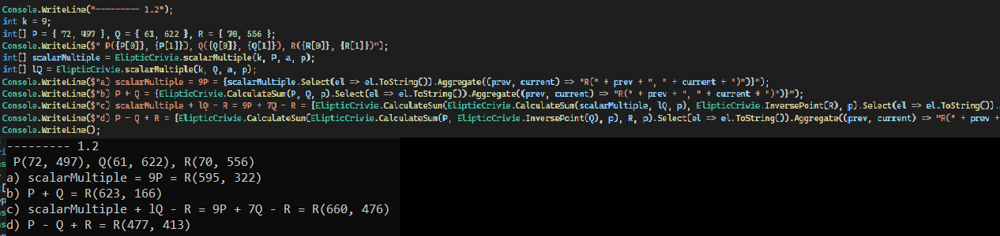 Console.WriteLine("--------- 1.2");
int k = 9;
int[] P = { 72, 497 }, Q = { 61, 622 }, R = { 70, 556 };
Console.WriteLine($" P({P[0]}, {P[1]}), Q({Q[0]}, {Q[1]}), R({R[0]}, {R[1]})");
int[] scalarMultiple = ElipticCrivie.scalarMultiple(k, P, a, p);
int[] lQ = ElipticCrivie.scalarMultiple(k, Q, a, p);
Console.WriteLine($"a) scalarMultiple = 9P = {scalarMultiple.Select(el => el.ToString()).Aggregate((prev, current) => "R(" + prev + ", " + current + ")")}");
Console.WriteLine($"b) P + Q = {ElipticCrivie.CalculateSum(P, Q, p).Select(el => el.ToString()).Aggregate((prev, current) => "R(" + prev + ", " + current + ")")}");
Console.WriteLine($"c) scalarMultiple + lQ - R = 9P + 7Q - R = {ElipticCrivie.CalculateSum(ElipticCrivie.CalculateSum(scalarMultiple, lQ, p), ElipticCrivie.InversePoint(R), p).Select(el => el.ToString()).
Console.WriteLine($"d) P - Q + R = {ElipticCrivie.CalculateSum(ElipticCrivie.CalculateSum(P, ElipticCrivie.InversePoint(Q), p), R, p).Select(el => el.ToString()).Aggregate((prev, current) => "R(" + prev +
Console.WriteLine();
--------- 1.2
P(72, 497), Q(61, 622), R(70, 556)
a) scalarMultiple = 9P = R(595, 322)
b) P + Q = R(623, 166)
c) scalarMultiple + lQ - R = 9P + 7Q - R = R(660, 476)
d) P - Q + R = R(477, 413)